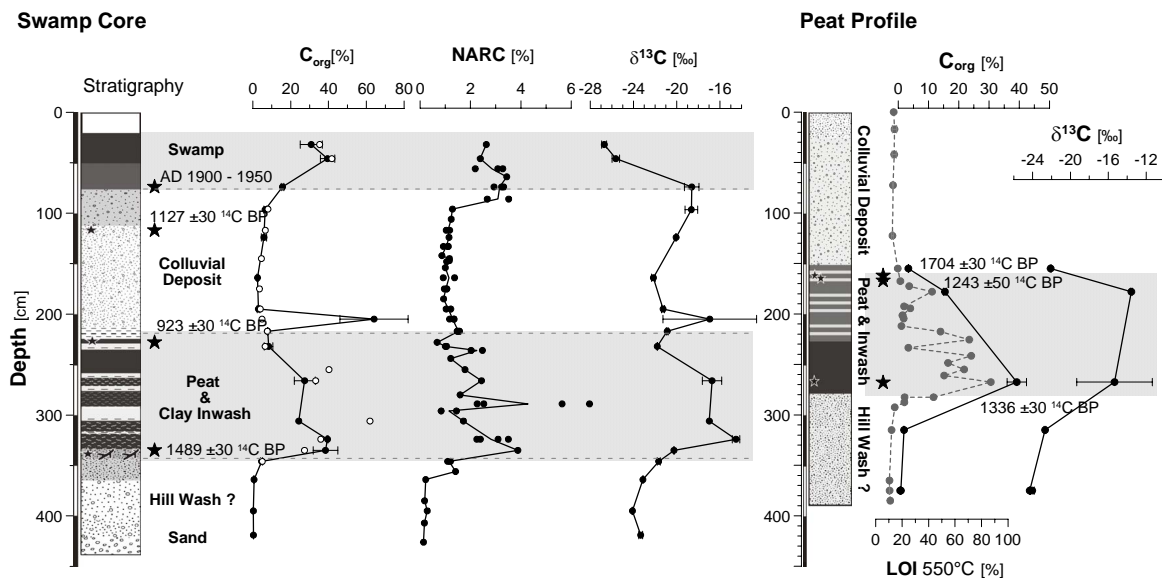 Swamp Core
Peat Profile
C_org[%]
NARC [%]
δ13C [‰]
Stratigraphy
0 20 40 60 80
0 2 4 6
-28 -24 -20 -16
Depth [cm]
0
100
200
300
400
Swamp
AD 1900 - 1950
1127 ±30 14C BP
Colluvial
Deposit
923 ±30 14C BP
Peat
&
Clay Inwash
1489 ±30 14C BP
Hill Wash ?
Sand
C_org [%]
0 10 20 30 40 50
δ13C [‰]
-24 -20 -16 -12
0
100
200
300
400
Colluvial Deposit
Peat & Inwash
Hill Wash ?
1704 ±30 14C BP
1243 ±50 14C BP
1336 ±30 14C BP
0 20 40 60 80 100
LOI 550°C [%]